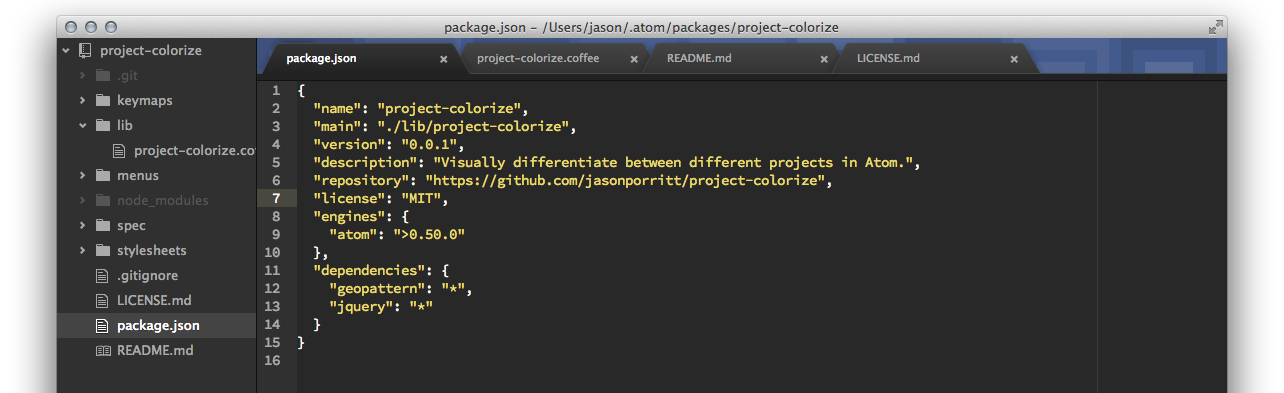 package.json – /Users/jason/.atom/packages/project-colorize
project-colorize
.git
keymaps
lib
project-colorize.co
menus
node_modules
spec
stylesheets
.gitignore
LICENSE.md
package.json
README.md
package.json × project-colorize.coffee × README.md × LICENSE.md ×
1 {
2 "name": "project-colorize",
3 "main": "./lib/project-colorize",
4 "version": "0.0.1",
5 "description": "Visually differentiate between different projects in Atom.",
6 "repository": "https://github.com/jasonporritt/project-colorize",
7 "license": "MIT",
8 "engines": {
9 "atom": ">0.50.0"
10 },
11 "dependencies": {
12 "geopattern": "*",
13 "jquery": "*"
14 }
15 }
16